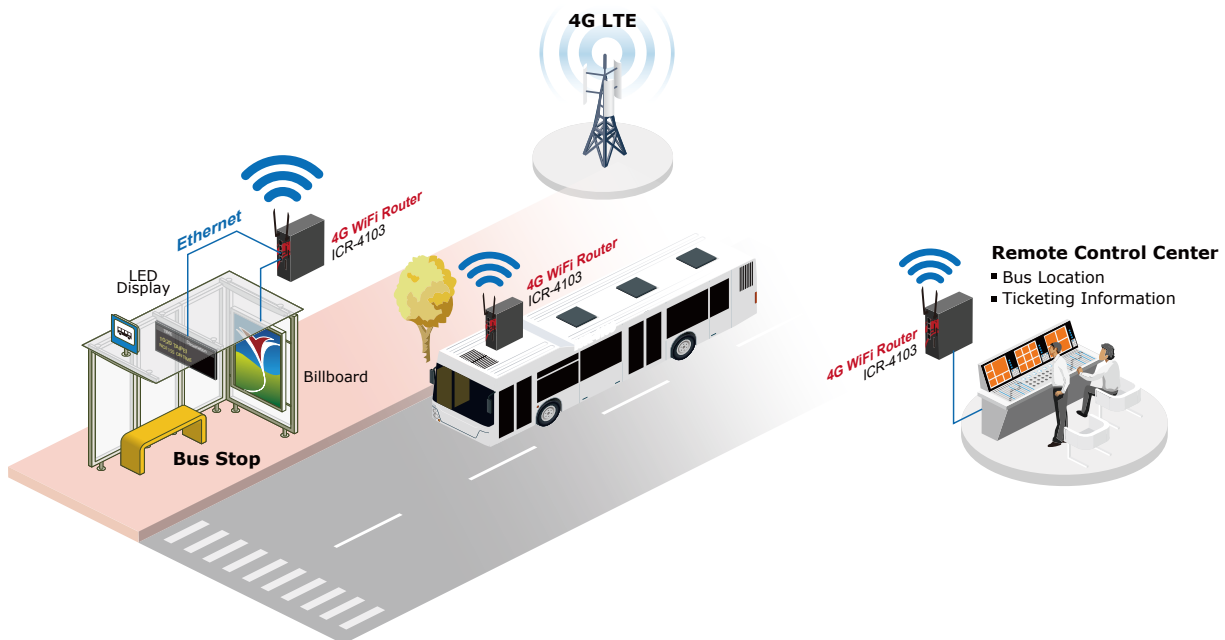 4G LTE
Ethernet
4G WiFi Router
ICR-4103
LED
Display
Billboard
Bus Stop
4G WiFi Router
ICR-4103
4G WiFi Router
ICR-4103
Remote Control Center
▪ Bus Location
▪ Ticketing Information